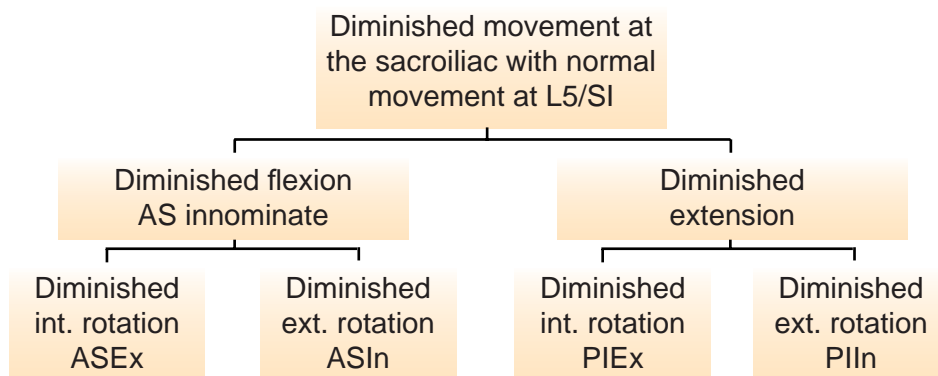 Diminished movement at
the sacroiliac with normal
movement at L5/SI
Diminished flexion
AS innominate
Diminished
extension
Diminished
int. rotation
ASEx
Diminished
ext. rotation
ASIn
Diminished
int. rotation
PIEx
Diminished
ext. rotation
PIIn